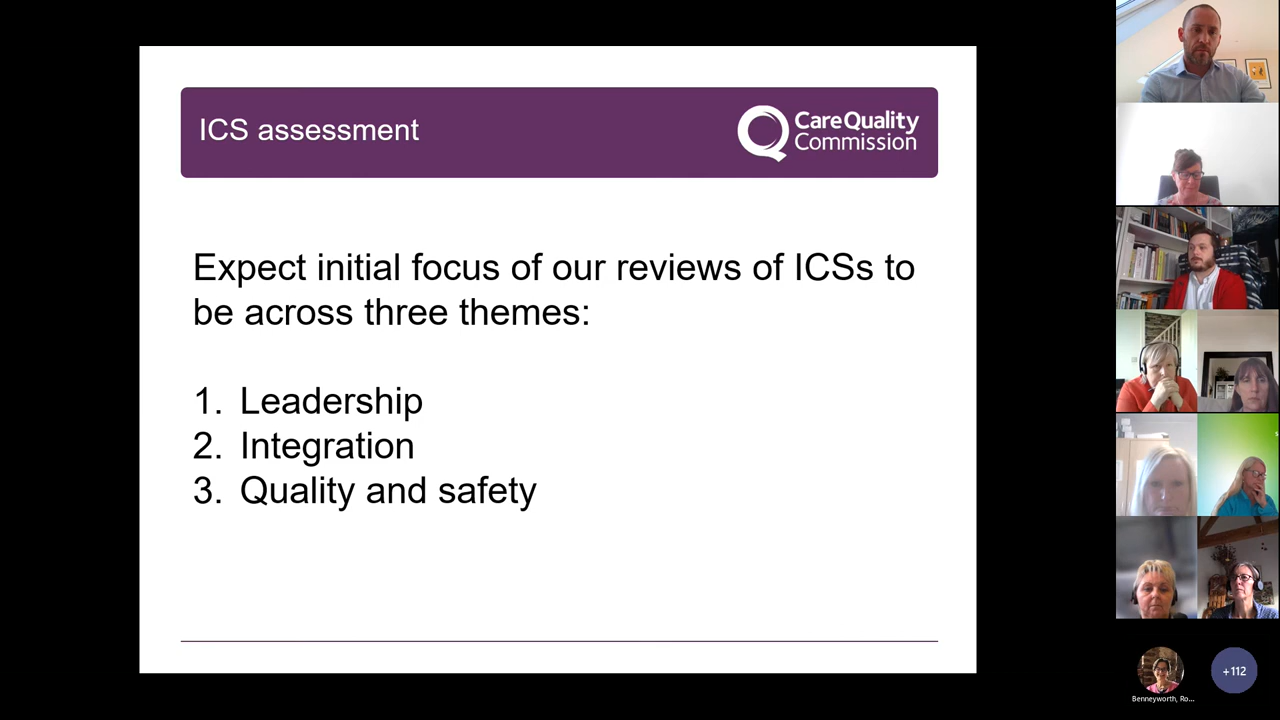 ICS assessment
CareQuality
Commission
Expect initial focus of our reviews of ICSs to
be across three themes:
1. Leadership
2. Integration
3. Quality and safety
Benneyworth, Ro...
+112